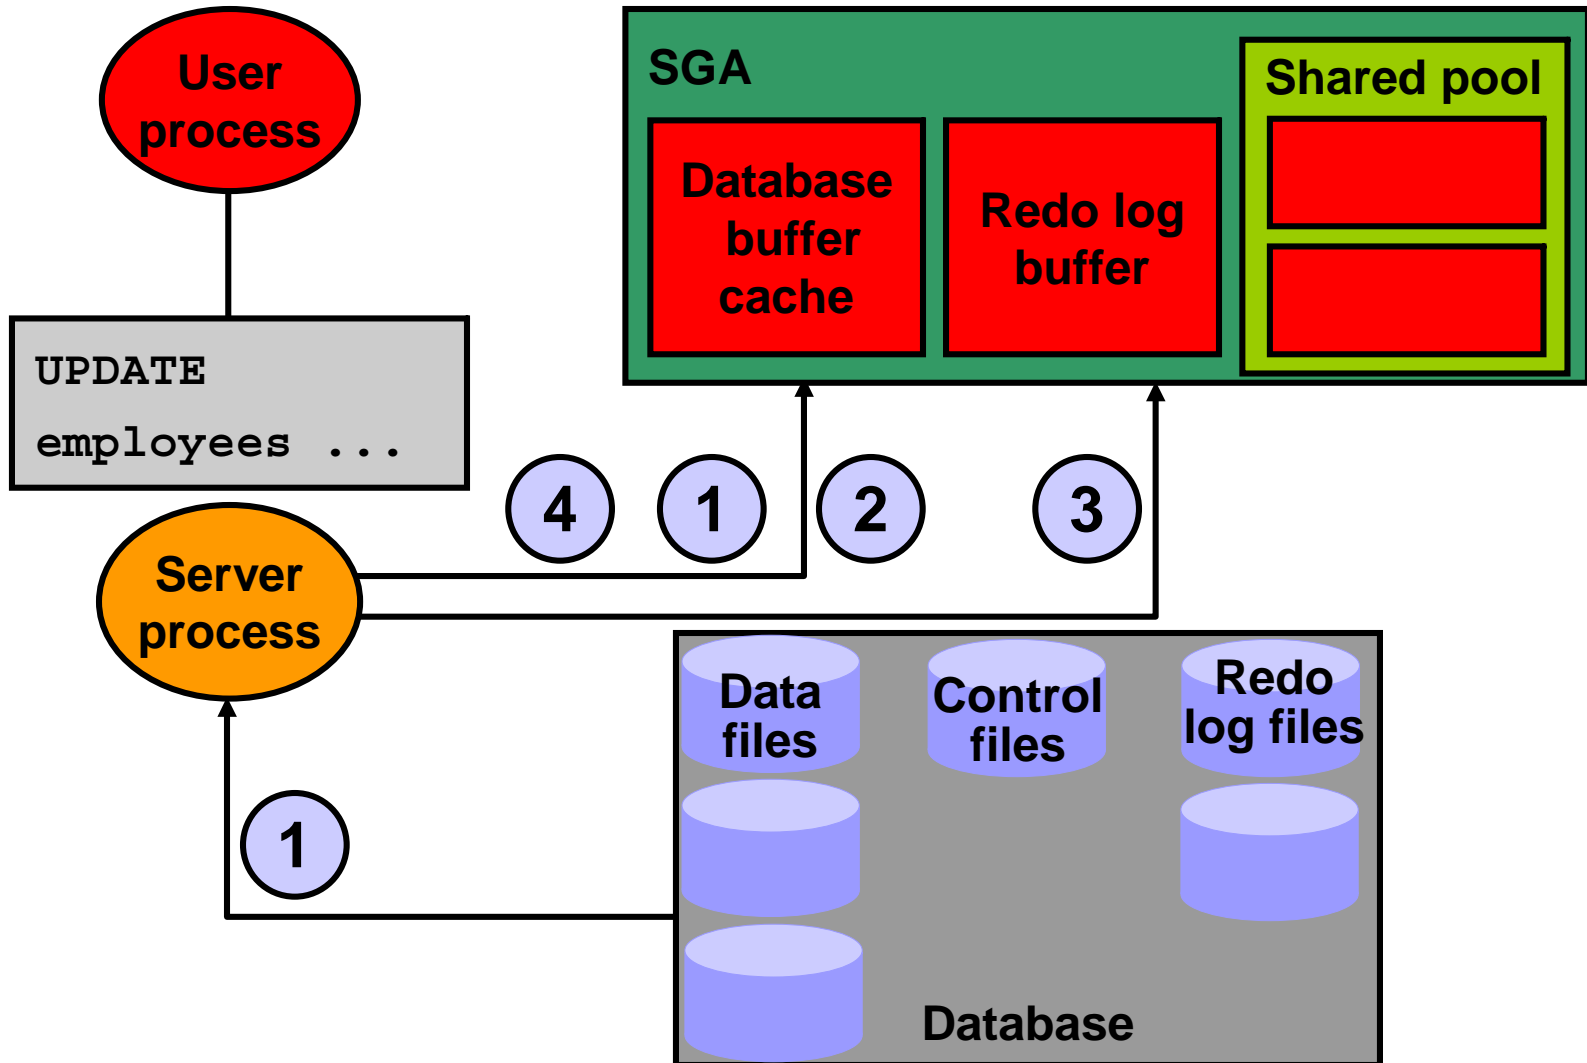 User
process
SGA
Shared pool
Database
buffer
cache
Redo log
buffer
UPDATE
employees ...
4
1
2
3
Server
process
Data
files
Control
files
Redo
log files
1
Database